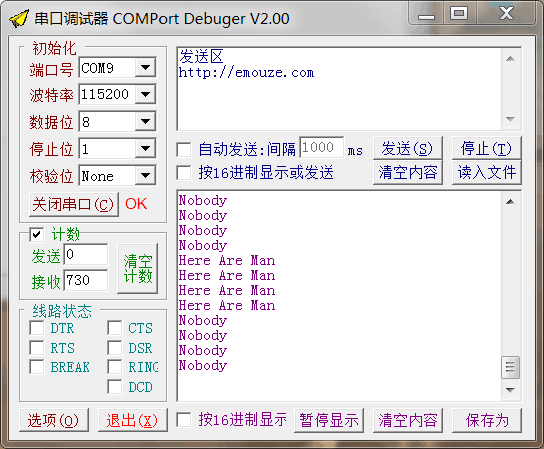 串口调试器 COMPort Debuger V2.00
初始化
端口号 COM9
波特率 115200
数据位 8
停止位 1
校验位 None
关闭串口(C) OK
计数
发送 0
接收 730
清空
计数
线路状态
DTR CTS
RTS DSR
BREAK RING
DCD
选项(O) 退出(X)
发送区
http://emouze.com
自动发送:间隔 1000 ms 发送(S) 停止(T)
按16进制显示或发送 清空内容 读入文件
Nobody
Nobody
Nobody
Nobody
Here Are Man
Here Are Man
Here Are Man
Here Are Man
Nobody
Nobody
Nobody
Nobody
按16进制显示 暂停显示 清空内容 保存为